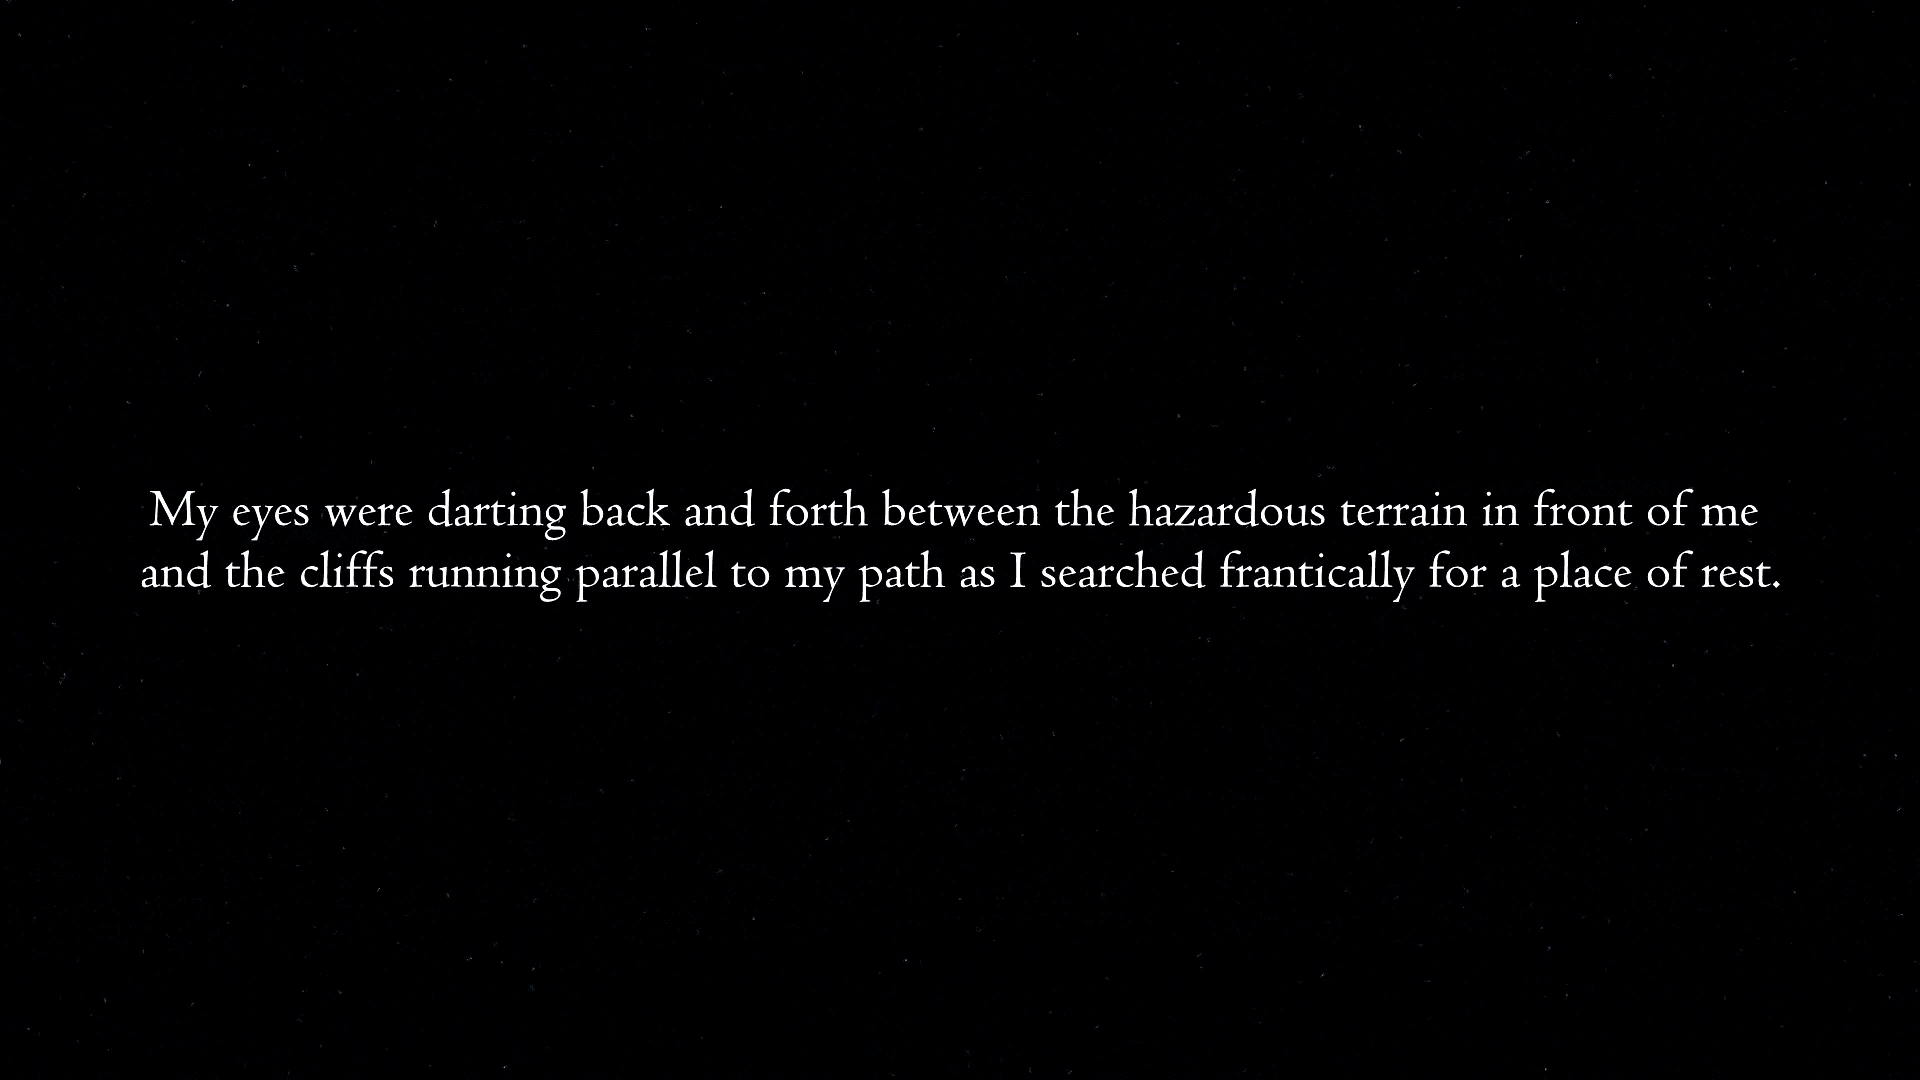 My eyes were darting back and forth between the hazardous terrain in front of me
and the cliffs running parallel to my path as I searched frantically for a place of rest.